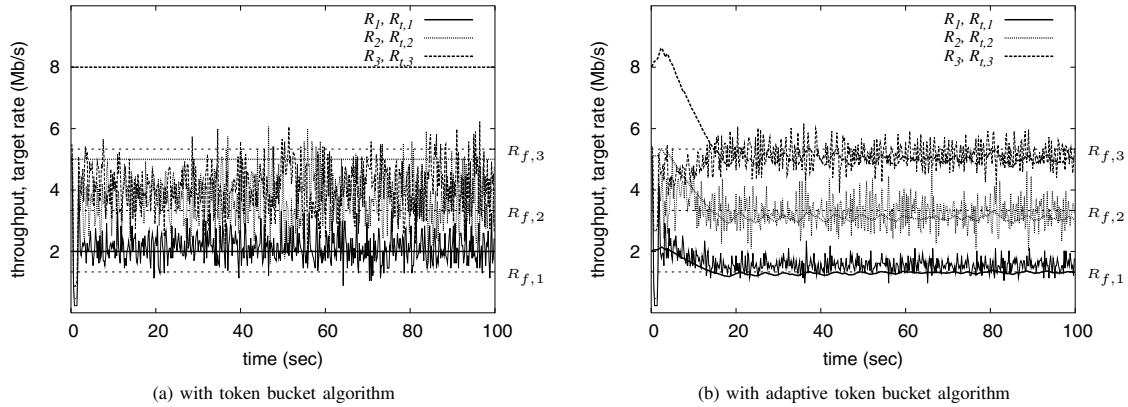 R1, Rt,1
R2, Rt,2
R3, Rt,3
8
6
4
2
throughput, target rate (Mb/s)
Rf,3
Rf,2
Rf,1
0 20 40 60 80 100
time (sec)
(a) with token bucket algorithm
R1, Rt,1
R2, Rt,2
R3, Rt,3
8
6
4
2
throughput, target rate (Mb/s)
Rf,3
Rf,2
Rf,1
0 20 40 60 80 100
time (sec)
(b) with adaptive token bucket algorithm